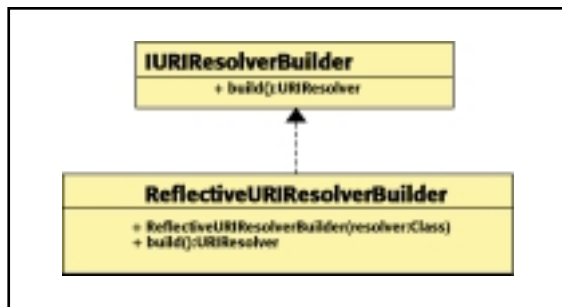 IURIResolverBuilder
+ build():URIResolver
ReflectiveURIResolverBuilder
+ ReflectiveURIResolverBuilder(resolver:Class)
+ build():URIResolver